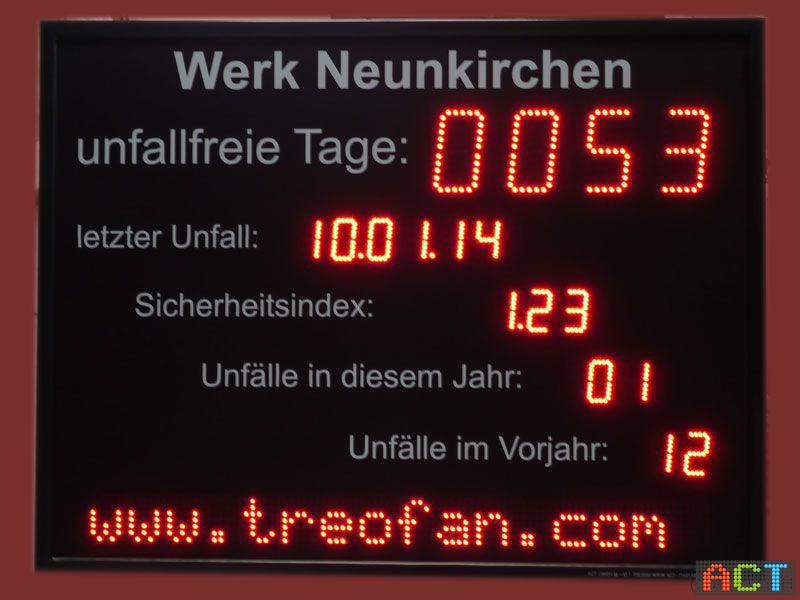 Werk Neunkirchen
unfallfreie Tage: 0053
letzter Unfall: 10.01.14
Sicherheitsindex: 1.23
Unfälle in diesem Jahr: 01
Unfälle im Vorjahr: 12
www.treofan.com
ACT